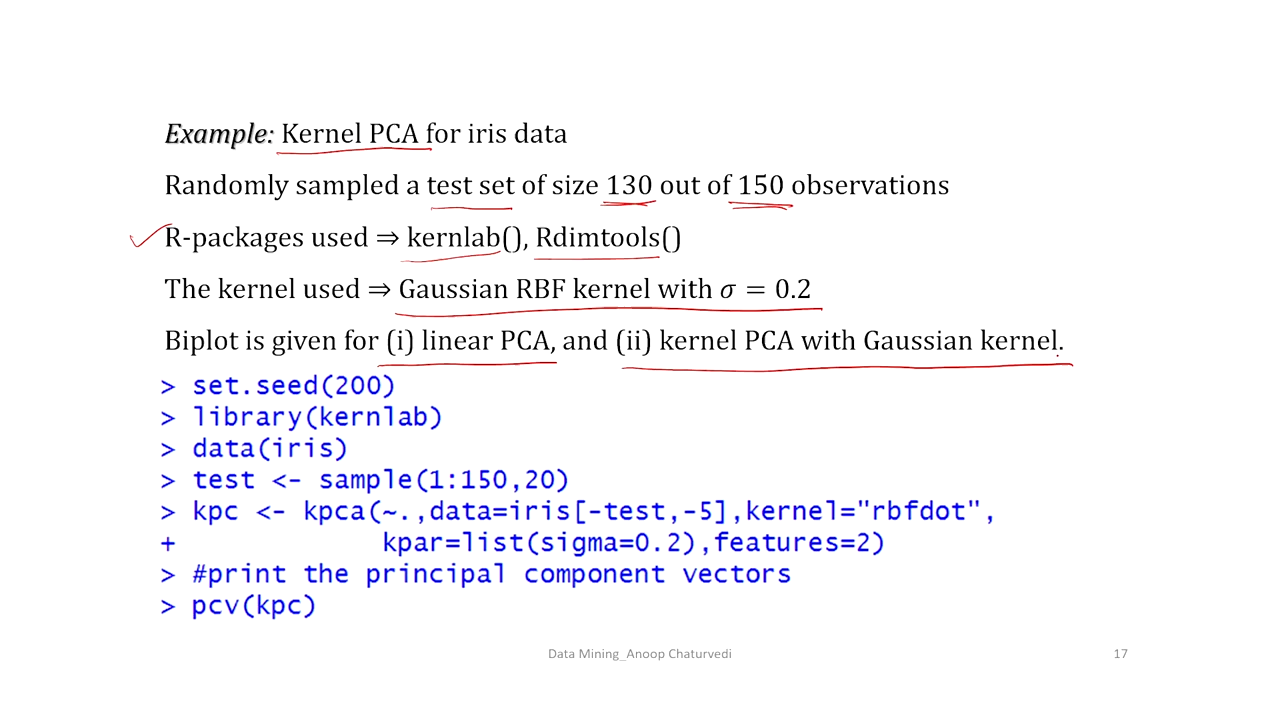 Example: Kernel PCA for iris data
Randomly sampled a test set of size 130 out of 150 observations
R-packages used ⇒ kernlab(), Rdimtools()
The kernel used ⇒ Gaussian RBF kernel with σ = 0.2
Biplot is given for (i) linear PCA, and (ii) kernel PCA with Gaussian kernel.
> set.seed(200)
> library(kernlab)
> data(iris)
> test <- sample(1:150,20)
> kpc <- kpca(~.,data=iris[-test,-5],kernel="rbfdot",
+ kpar=list(sigma=0.2),features=2)
> #print the principal component vectors
> pcv(kpc)
Data Mining_Anoop Chaturvedi
17